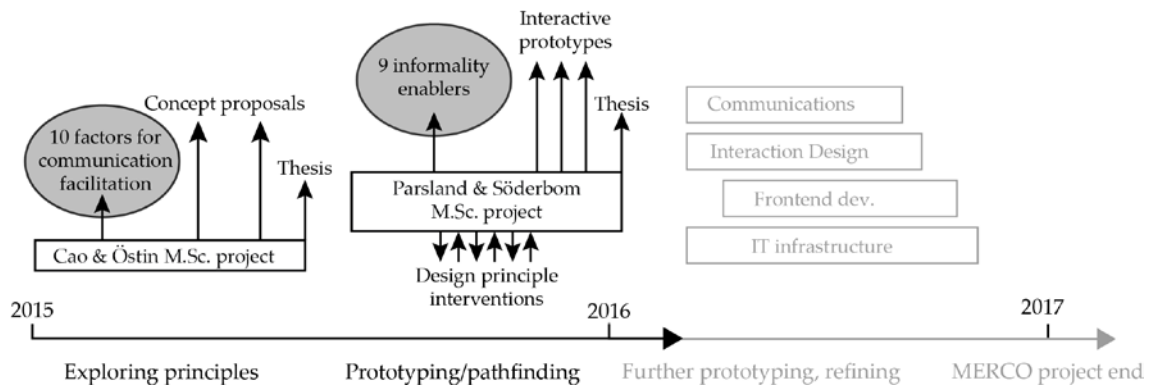 10 factors for
communication
facilitation
Concept proposals
Thesis
Cao & Östin M.Sc. project
9 informality
enablers
Interactive
prototypes
Thesis
Parsland & Söderbom
M.Sc. project
Design principle
interventions
Communications
Interaction Design
Frontend dev.
IT infrastructure
2015
2016
2017
Exploring principles
Prototyping/pathfinding
Further prototyping, refining
MERCO project end